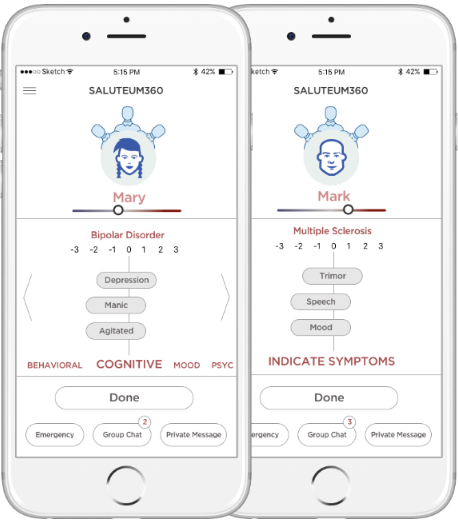 Sketch 5:15 PM 42%
SALUTEUM360
Mary
Bipolar Disorder
-3 -2 -1 0 1 2 3
Depression
Manic
Agitated
BEHAVIORAL COGNITIVE MOOD PSYC
Done
2
Emergency Group Chat Private Message
ketch 5:15 PM 42%
SALUTEUM360
Mark
Multiple Sclerosis
-3 -2 -1 0 1 2 3
Trimor
Speech
Mood
INDICATE SYMPTOMS
Done
3
ergency Group Chat Private Message